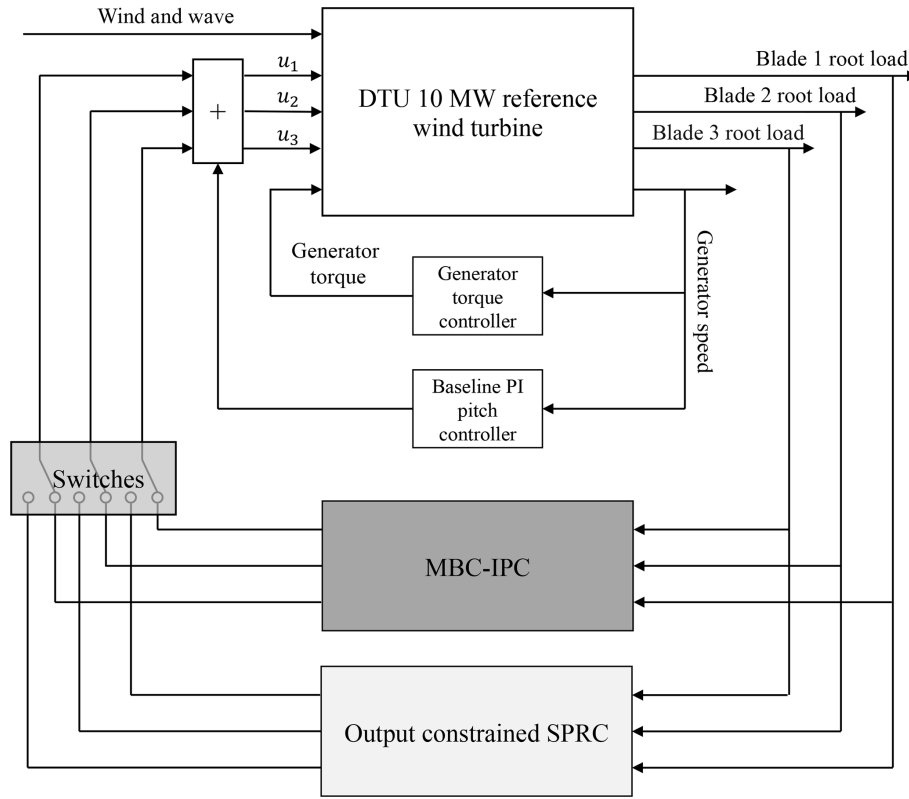 Wind and wave
Blade 1 root load
u₁
+
u₂
DTU 10 MW reference
wind turbine
Blade 2 root load
u₃
Blade 3 root load
Generator
torque
Generator
torque
controller
Generator speed
Baseline PI
pitch
controller
Switches
MBC-IPC
Output constrained SPRC